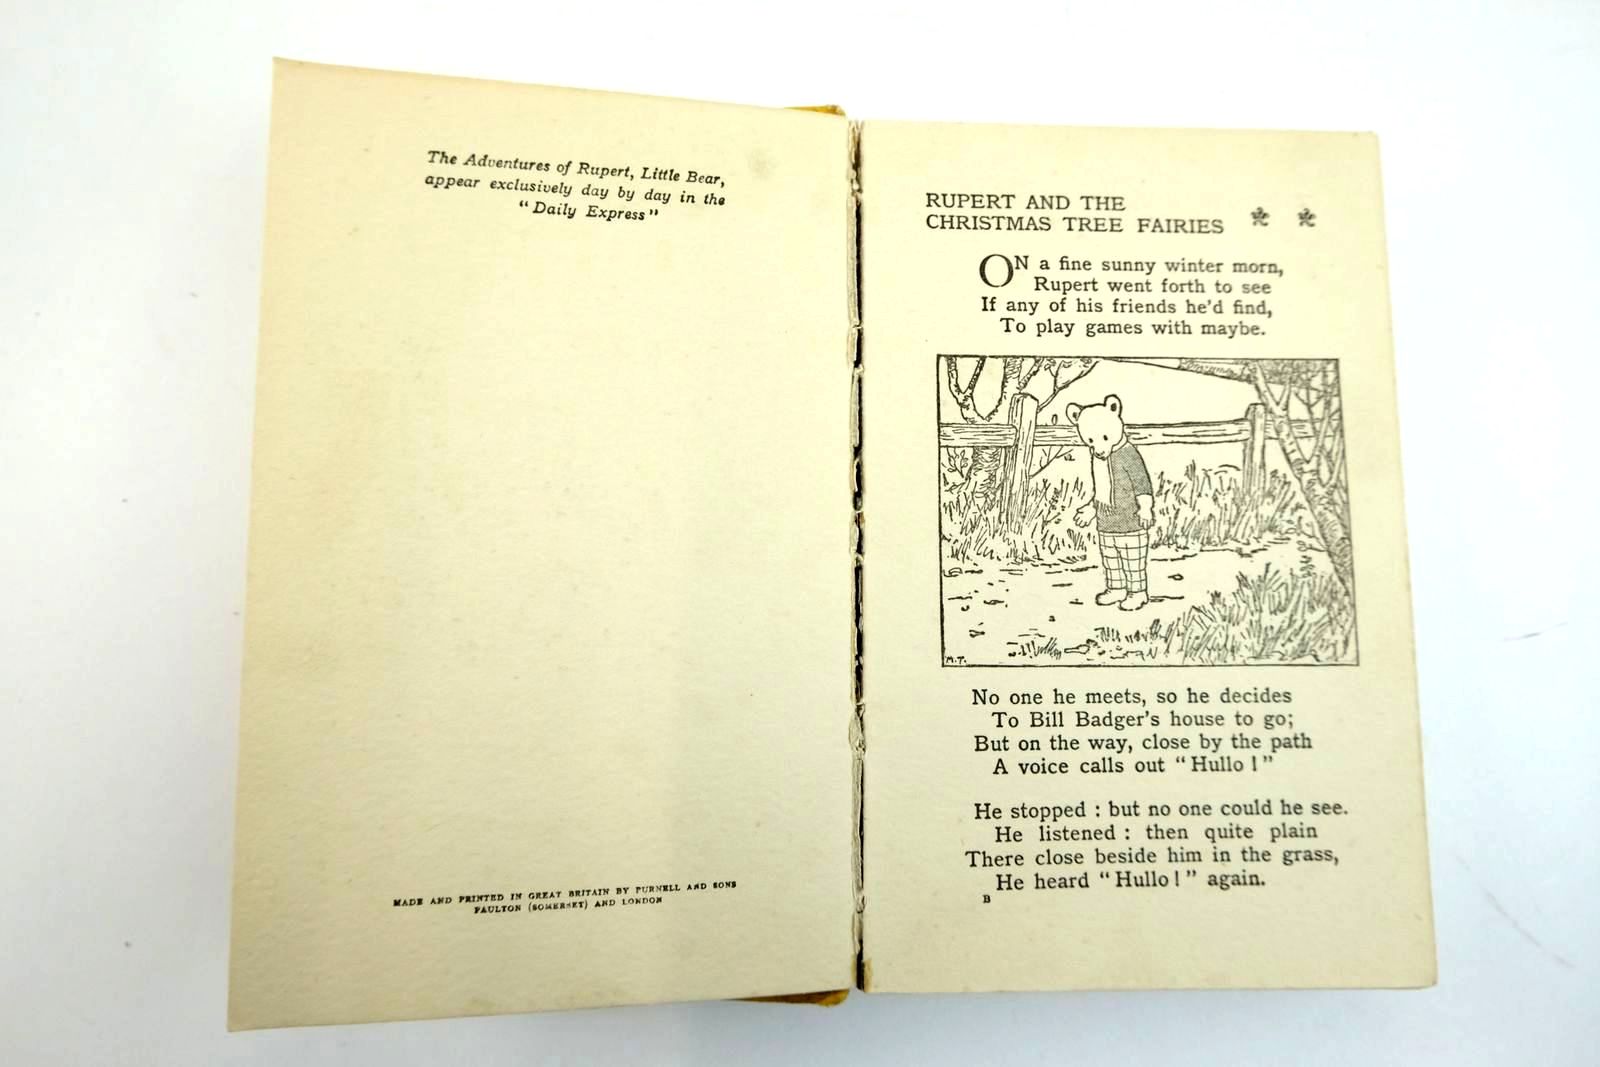 The Adventures of Rupert, Little Bear,
appear exclusively day by day in the
"Daily Express"
MADE AND PRINTED IN GREAT BRITAIN BY PURNELL AND SONS
PAULTON (SOMERSET) AND LONDON
RUPERT AND THE
CHRISTMAS TREE FAIRIES
ON a fine sunny winter morn,
Rupert went forth to see
If any of his friends he'd find,
To play games with maybe.
M.T.
No one he meets, so he decides
To Bill Badger's house to go;
But on the way, close by the path
A voice calls out "Hullo!"
He stopped: but no one could he see.
He listened: then quite plain
There close beside him in the grass,
He heard "Hullo!" again.
B